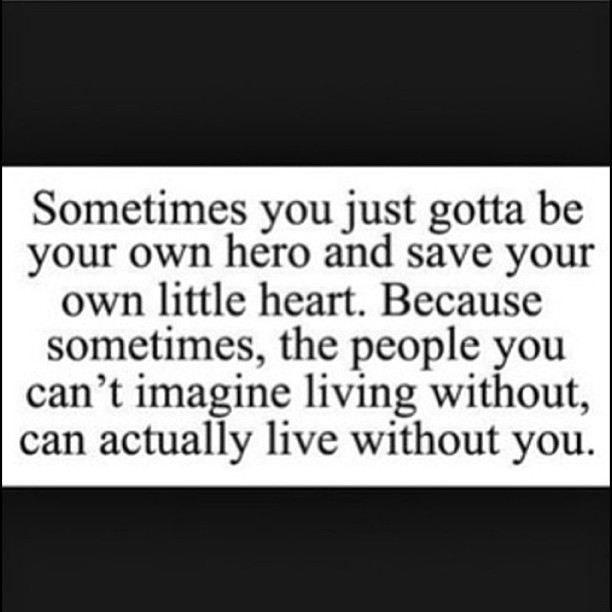 Sometimes you just gotta be
your own hero and save your
own little heart. Because
sometimes, the people you
can’t imagine living without,
can actually live without you.